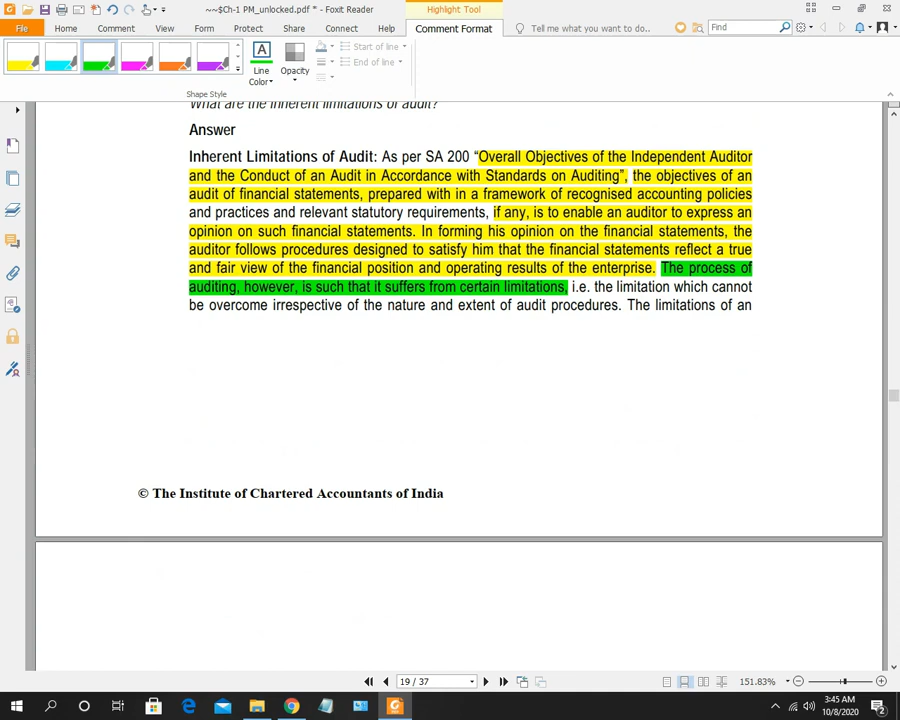 ~~$Ch-1 PM_unlocked.pdf * - Foxit Reader
Highlight Tool
File
Home
Comment
View
Form
Protect
Share
Connect
Help
Comment Format
Tell me what you want to do..
Find
Line
Color
Opacity
Start of line
End of line
Shape Style
What are the inherent limitations of audit?
Answer
Inherent Limitations of Audit: As per SA 200 “Overall Objectives of the Independent Auditor
and the Conduct of an Audit in Accordance with Standards on Auditing”, the objectives of an
audit of financial statements, prepared with in a framework of recognised accounting policies
and practices and relevant statutory requirements, if any, is to enable an auditor to express an
opinion on such financial statements. In forming his opinion on the financial statements, the
auditor follows procedures designed to satisfy him that the financial statements reflect a true
and fair view of the financial position and operating results of the enterprise. The process of
auditing, however, is such that it suffers from certain limitations, i.e. the limitation which cannot
be overcome irrespective of the nature and extent of audit procedures. The limitations of an
© The Institute of Chartered Accountants of India
19 / 37
151.83%
3:45 AM
10/8/2020
2